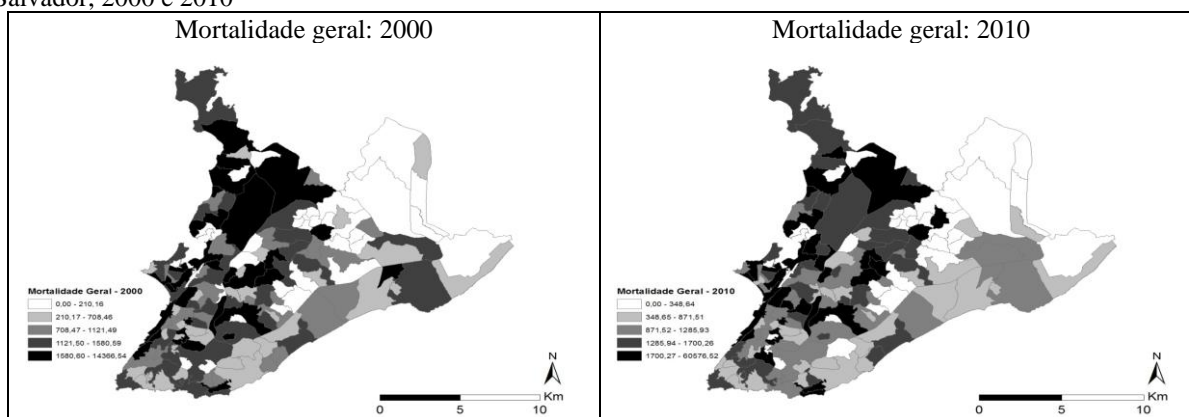 Salvador, 2000 e 2010
Mortalidade geral: 2000
Mortalidade Geral - 2000
0,00 - 210,16
210,17 - 708,46
708,47 - 1121,49
1121,50 - 1580,59
1580,60 - 14366,54
N
Km
0 5 10
Mortalidade geral: 2010
Mortalidade Geral - 2010
0,00 - 348,64
348,65 - 871,51
871,52 - 1285,93
1285,94 - 1700,26
1700,27 - 60576,52
N
Km
0 5 10